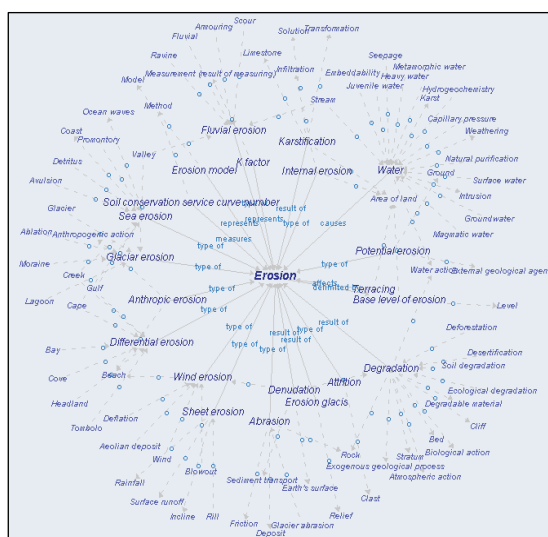 Scour
Armouring
Fluvial
Solution
Transformation
Ravine
Limestone
Seepage
Model
Measurement (result of measuring)
Infiltration
Embeddability
Metamorphic water
Heavy water
Juvenile water
Hydrogeochemistry
Method
Stream
Karst
Ocean waves
Capillary pressure
Coast
Fluvial erosion
Karstification
Weathering
Promontory
Valley
K factor
Natural purification
Detritus
Erosion model
Internal erosion
Water
Ground
Avulsion
Surface water
Soil conservation service curve number
Area of land
Intrusion
Glacier
Sea erosion
result of
represents
type of
causes
Groundwater
Ablation
Anthropogenic action
represents
Magmatic water
measures
type of
Moraine
Glaciar erosion
type of
Potential erosion
type of
Creek
Erosion
Water action
External geological agent
Gulf
affects
delimited by
Terracing
Lagoon
Anthropic erosion
type of
Base level of erosion
Cape
type of
Level
type of
result of
type of
result of
Deforestation
Bay
Differential erosion
type of
type of
result of
Desertification
Cove
Beach
Wind erosion
Degradation
Soil degradation
Headland
Denudation
Attrition
Ecological degradation
Tombolo
Deflation
Sheet erosion
Erosion glacis
Degradable material
Abrasion
Cliff
Aeolian deposit
Bed
Wind
Rock
Stratum
Biological action
Rainfall
Blowout
Sediment transport
Exogenous geological process
Atmospheric action
Surface runoff
Earth's surface
Clast
Incline
Rill
Friction
Glacier abrasion
Relief
Deposit